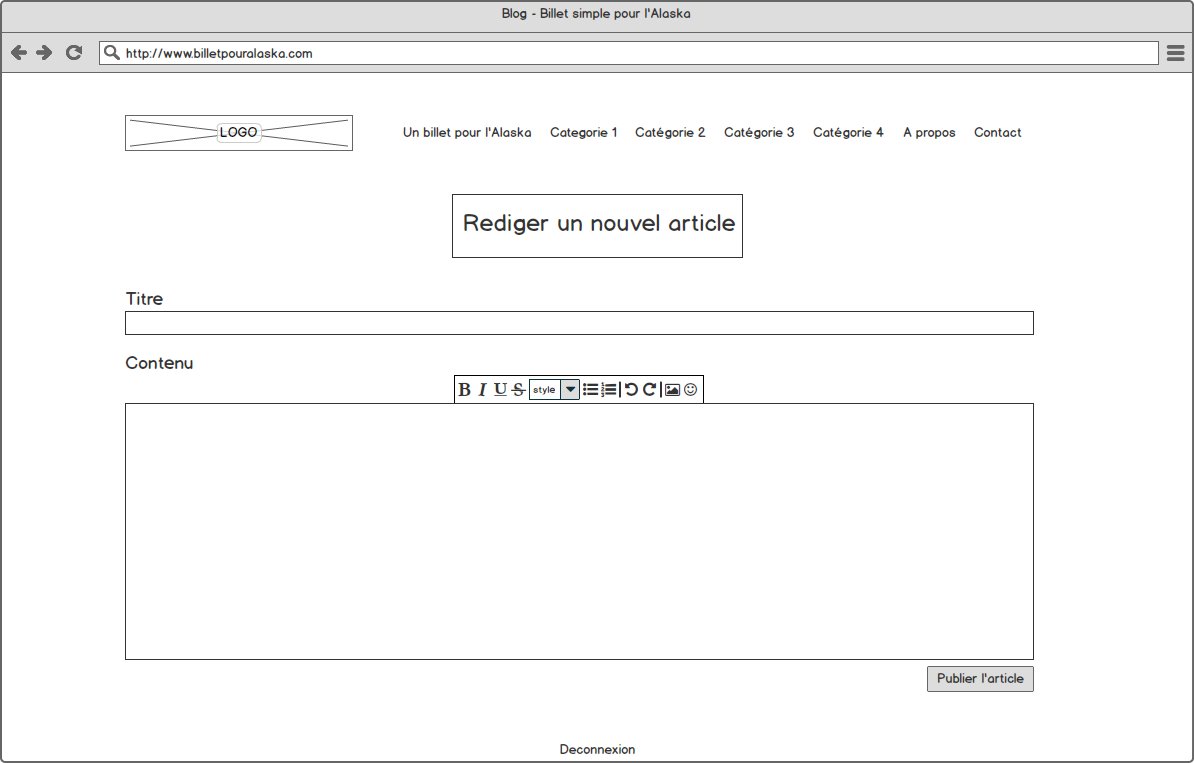 Blog - Billet simple pour l'Alaska
http://www.billetpouralaska.com
LOGO
Un billet pour l'Alaska Categorie 1 Catégorie 2 Catégorie 3 Catégorie 4 A propos Contact
Rediger un nouvel article
Titre
Contenu
B I U S style
Publier l'article
Deconnexion